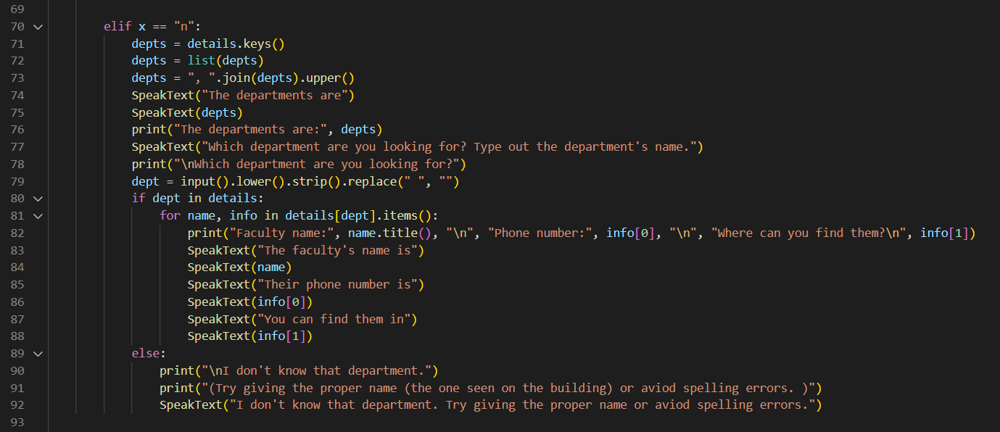 69
70 elif x == "n":
71 depts = details.keys()
72 depts = list(depts)
73 depts = ", ".join(depts).upper()
74 SpeakText("The departments are")
75 SpeakText(depts)
76 print("The departments are:", depts)
77 SpeakText("Which department are you looking for? Type out the department's name.")
78 print("\nWhich department are you looking for?")
79 dept = input().lower().strip().replace(" ", "")
80 if dept in details:
81 for name, info in details[dept].items():
82 print("Faculty name:", name.title(), "\n", "Phone number:", info[0], "\n", "Where can you find them?\n", info[1])
83 SpeakText("The faculty's name is")
84 SpeakText(name)
85 SpeakText("Their phone number is")
86 SpeakText(info[0])
87 SpeakText("You can find them in")
88 SpeakText(info[1])
89 else:
90 print("\nI don't know that department.")
91 print("(Try giving the proper name (the one seen on the building) or aviod spelling errors. )")
92 SpeakText("I don't know that department. Try giving the proper name or aviod spelling errors.")
93